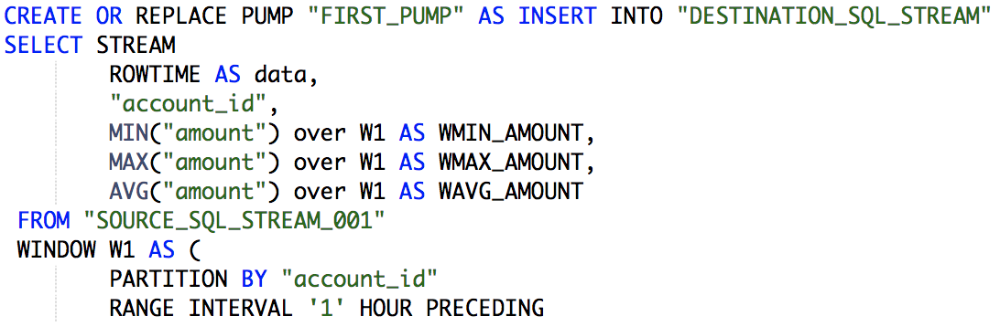 CREATE OR REPLACE PUMP "FIRST_PUMP" AS INSERT INTO "DESTINATION_SQL_STREAM"
SELECT STREAM
ROWTIME AS data,
"account_id",
MIN("amount") over W1 AS WMIN_AMOUNT,
MAX("amount") over W1 AS WMAX_AMOUNT,
AVG("amount") over W1 AS WAVG_AMOUNT
FROM "SOURCE_SQL_STREAM_001"
WINDOW W1 AS (
PARTITION BY "account_id"
RANGE INTERVAL '1' HOUR PRECEDING